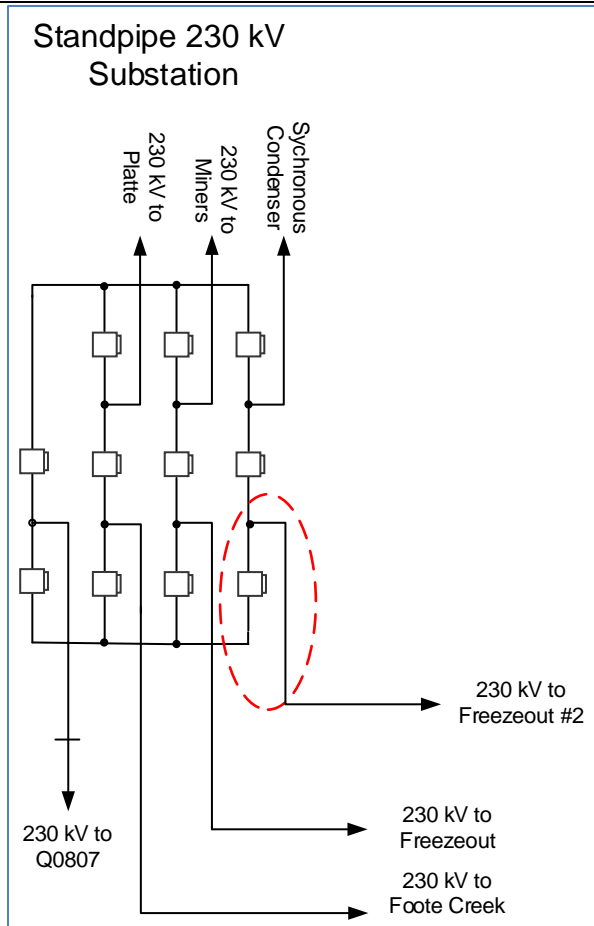 Standpipe 230 kV
Substation
230 kV to
Platte
230 kV to
Miners
Sychronous
Condenser
230 kV to
Freezeout #2
230 kV to
Freezeout
230 kV to
Q0807
230 kV to
Foote Creek